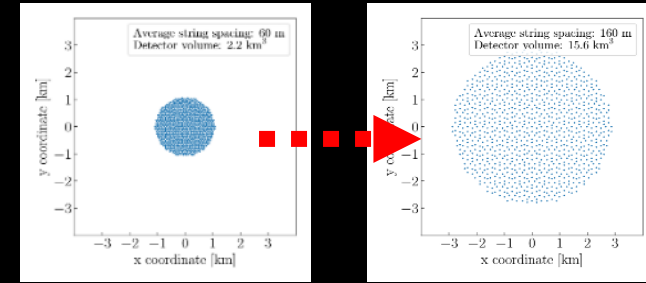 Average string spacing: 60 m
Detector volume: 2.2 km³
3
2
1
0
−1
−2
−3
y coordinate [km]
−3 −2 −1 0 1 2 3
x coordinate [km]
Average string spacing: 160 m
Detector volume: 15.6 km³
3
2
1
0
−1
−2
−3
y coordinate [km]
−3 −2 −1 0 1 2 3
x coordinate [km]